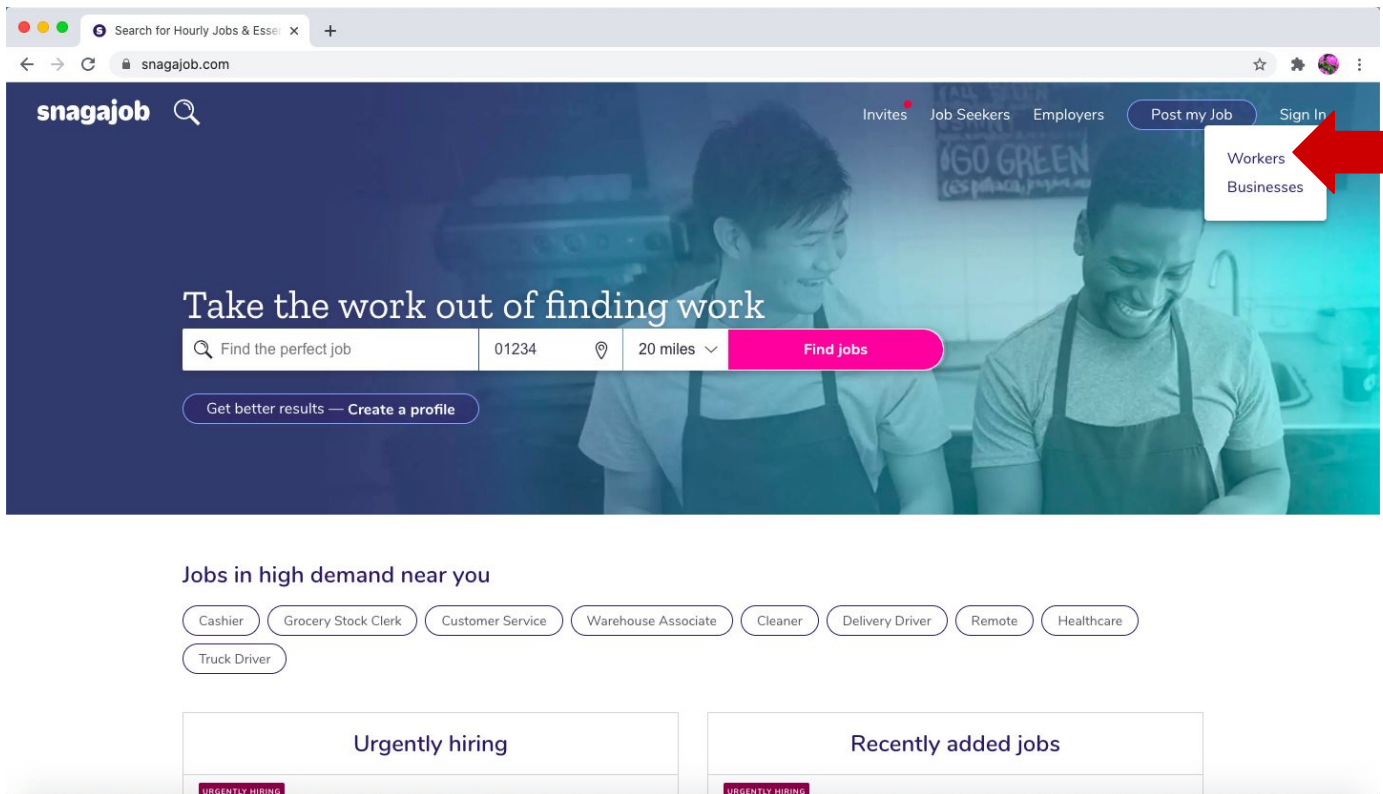 Search for Hourly Jobs & Esse
snagajob.com
snagajob
Invites Job Seekers Employers Post my Job Sign In
Workers
Businesses
GO GREEN
Take the work out of finding work
Find the perfect job 01234 20 miles Find jobs
Get better results — Create a profile
Jobs in high demand near you
Cashier Grocery Stock Clerk Customer Service Warehouse Associate Cleaner Delivery Driver Remote Healthcare
Truck Driver
Urgently hiring Recently added jobs
URGENTLY HIRING URGENTLY HIRING